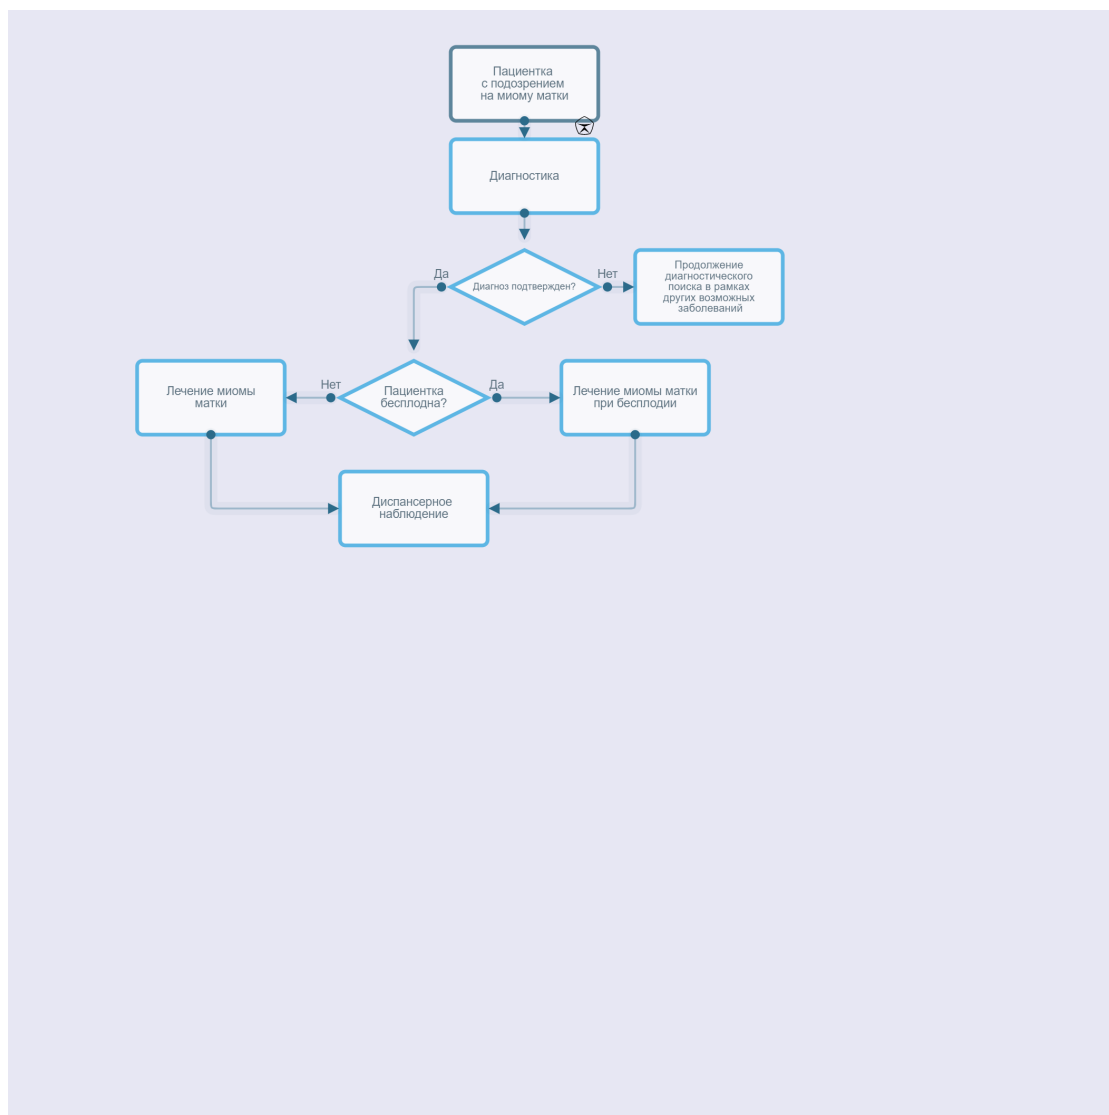 Пациентка
с подозрением
на миому матки
Диагностика
Да
Диагноз подтвержден?
Нет
Продолжение
диагностического
поиска в рамках
других возможных
заболеваний
Лечение миомы
матки
Нет
Пациентка
бесплодна?
Да
Лечение миомы матки
при бесплодии
Диспансерное
наблюдение